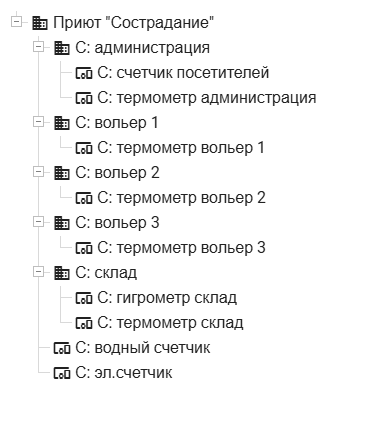 Приют "Сострадание"
С: администрация
С: счетчик посетителей
С: термометр администрация
С: вольер 1
С: термометр вольер 1
С: вольер 2
С: термометр вольер 2
С: вольер 3
С: термометр вольер 3
С: склад
С: гигрометр склад
С: термометр склад
С: водный счетчик
С: эл.счетчик